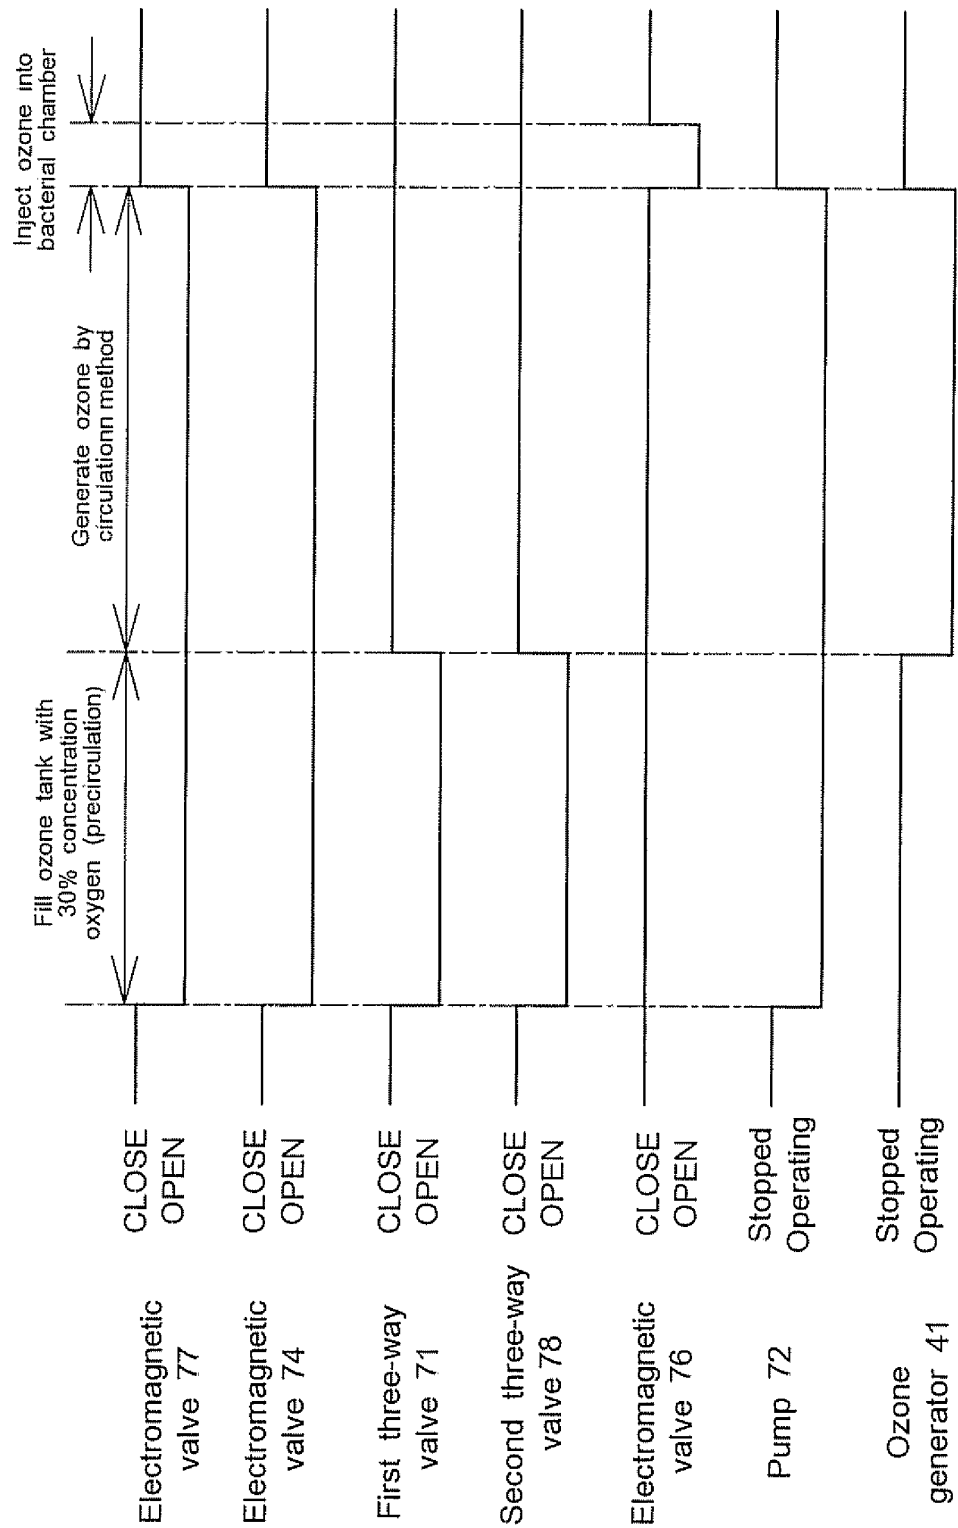 Fill ozone tank with
30% concentration
oxygen (precirculation)
Generate ozone by
circulationn method
Inject ozone into
bacterial chamber
Electromagnetic
valve 77
CLOSE
OPEN
Electromagnetic
valve 74
CLOSE
OPEN
First three-way
valve 71
CLOSE
OPEN
Second three-way
valve 78
CLOSE
OPEN
Electromagnetic
valve 76
CLOSE
OPEN
Pump 72
Stopped
Operating
Ozone
generator 41
Stopped
Operating